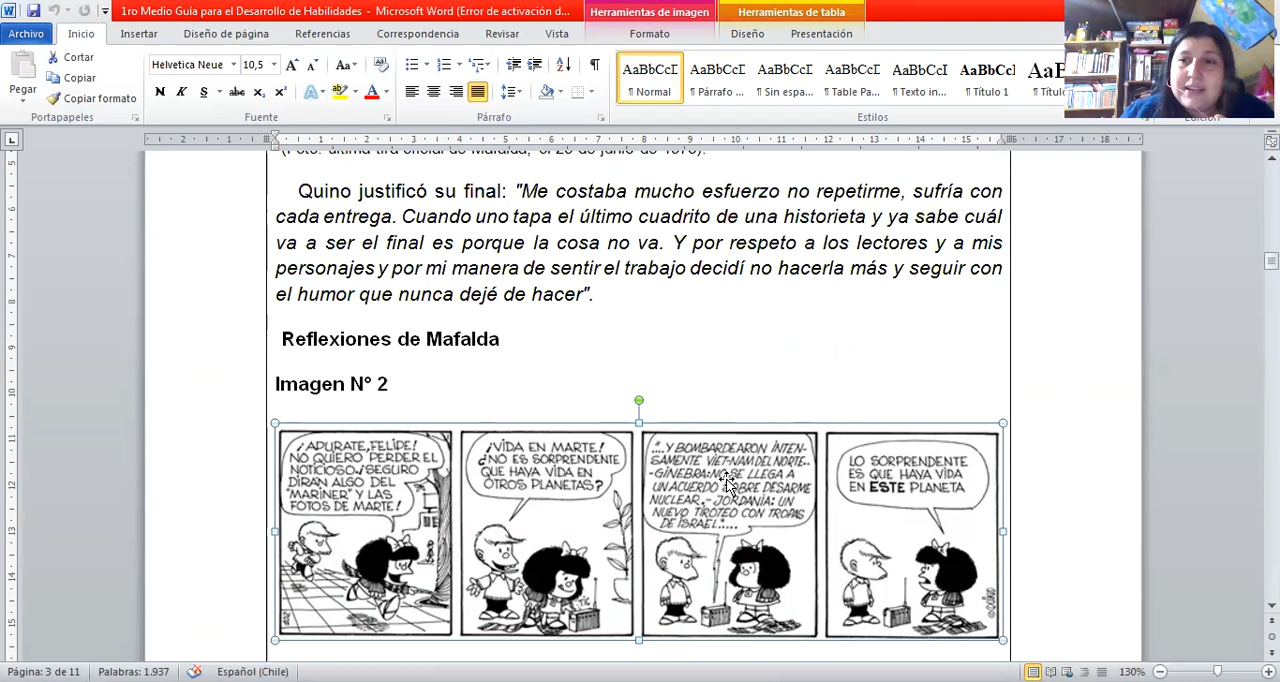 1ro Medio Guía para el Desarrollo de Habilidades - Microsoft Word (Error de activación d...
Herramientas de imagen
Herramientas de tabla
Archivo
Inicio
Insertar
Diseño de página
Referencias
Correspondencia
Revisar
Vista
Formato
Diseño
Presentación
Pegar
Cortar
Copiar
Copiar formato
Portapapeles
Helvetica Neue
10,5
Fuente
Párrafo
AaBbCcI
¶ Normal
AaBbCcI
¶ Párrafo ...
AaBbCcI
¶ Sin espa...
AaBbCcI
¶ Table Pa...
AaBbCcI
¶ Texto in...
AaBbCcI
¶ Título 1
Estilos
Quino justificó su final: "Me costaba mucho esfuerzo no repetirme, sufría con
cada entrega. Cuando uno tapa el último cuadrito de una historieta y ya sabe cuál
va a ser el final es porque la cosa no va. Y por respeto a los lectores y a mis
personajes y por mi manera de sentir el trabajo decidí no hacerla más y seguir con
el humor que nunca dejé de hacer".
Reflexiones de Mafalda
Imagen N° 2
¡APURATE, FELIPE!
NO QUIERO PERDER EL
NOTICIOSO. ¡SEGURO
DIRÁN ALGO DEL
"MARINER" Y LAS
FOTOS DE MARTE!
¡VIDA EN MARTE!
¿NO ES SORPRENDENTE
QUE HAYA VIDA EN
OTROS PLANETAS?
"...Y BOMBARDEARON INTEN-
SAMENTE VIET-NAM DEL NORTE.-
-GINEBRA: NO SE LLEGA A
UN ACUERDO SOBRE DESARME
NUCLEAR.- JORDANIA: UN
NUEVO TIROTEO CON TROPAS
DE ISRAEL"....
LO SORPRENDENTE
ES QUE HAYA VIDA
EN ESTE PLANETA
Página: 3 de 11
Palabras: 1.937
Español (Chile)
130%